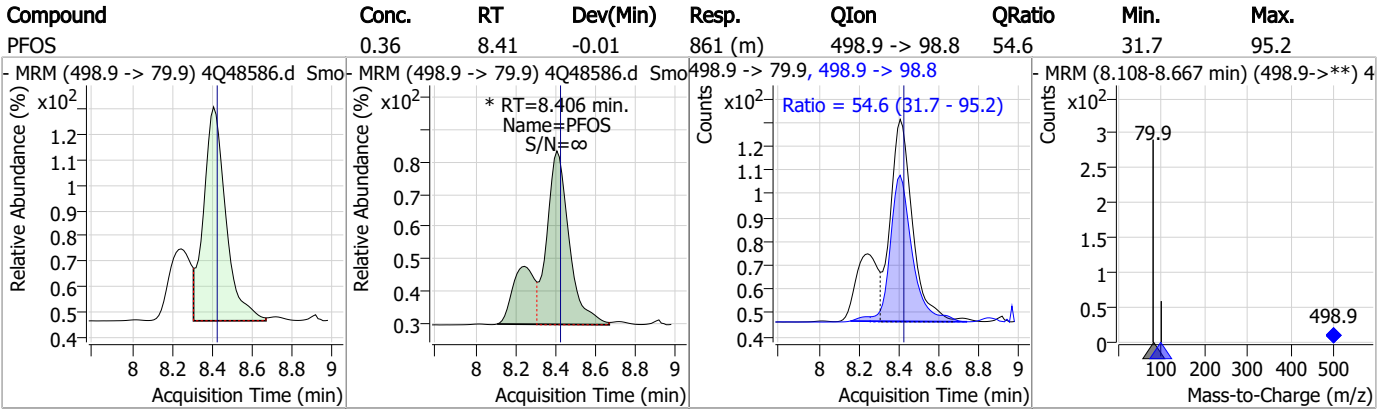 Compound Conc. RT Dev(Min) Resp. QIon QRatio Min. Max.
PFOS 0.36 8.41 -0.01 861 (m) 498.9 -> 98.8 54.6 31.7 95.2
- MRM (498.9 -> 79.9) 4Q48586.d Smo
x10²
Relative Abundance (%)
1.2
1.1
1
0.9
0.8
0.7
0.6
0.5
0.4
8 8.2 8.4 8.6 8.8 9
Acquisition Time (min)
- MRM (498.9 -> 79.9) 4Q48586.d Smo
x10²
* RT=8.406 min.
Name=PFOS
S/N=∞
Relative Abundance (%)
0.8
0.7
0.6
0.5
0.4
0.3
8 8.2 8.4 8.6 8.8 9
Acquisition Time (min)
498.9 -> 79.9, 498.9 -> 98.8
x10²
Ratio = 54.6 (31.7 - 95.2)
Counts
1.2
1.1
1
0.9
0.8
0.7
0.6
0.5
0.4
8 8.2 8.4 8.6 8.8 9
Acquisition Time (min)
- MRM (8.108-8.667 min) (498.9->**) 4
x10²
Counts
3
2.5
2
1.5
1
0.5
0
79.9
498.9
100 200 300 400 500
Mass-to-Charge (m/z)